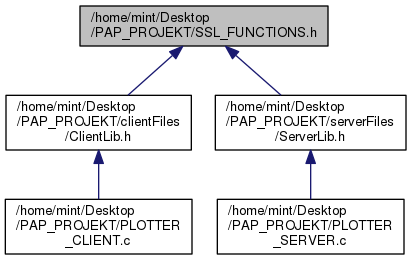 /home/mint/Desktop
/PAP_PROJEKT/SSL_FUNCTIONS.h
/home/mint/Desktop
/PAP_PROJEKT/clientFiles
/ClientLib.h
/home/mint/Desktop
/PAP_PROJEKT/serverFiles
/ServerLib.h
/home/mint/Desktop
/PAP_PROJEKT/PLOTTER
_CLIENT.c
/home/mint/Desktop
/PAP_PROJEKT/PLOTTER
_SERVER.c